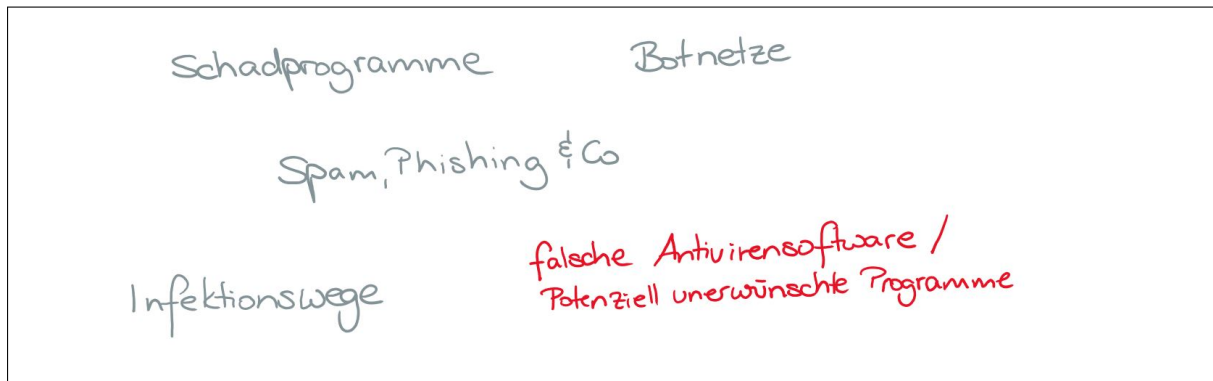 Schadprogramme Botnetze
Spam, Phishing & Co
falsche Antivirensoftware /
Potenziell unerwünschte Programme
Infektionswege